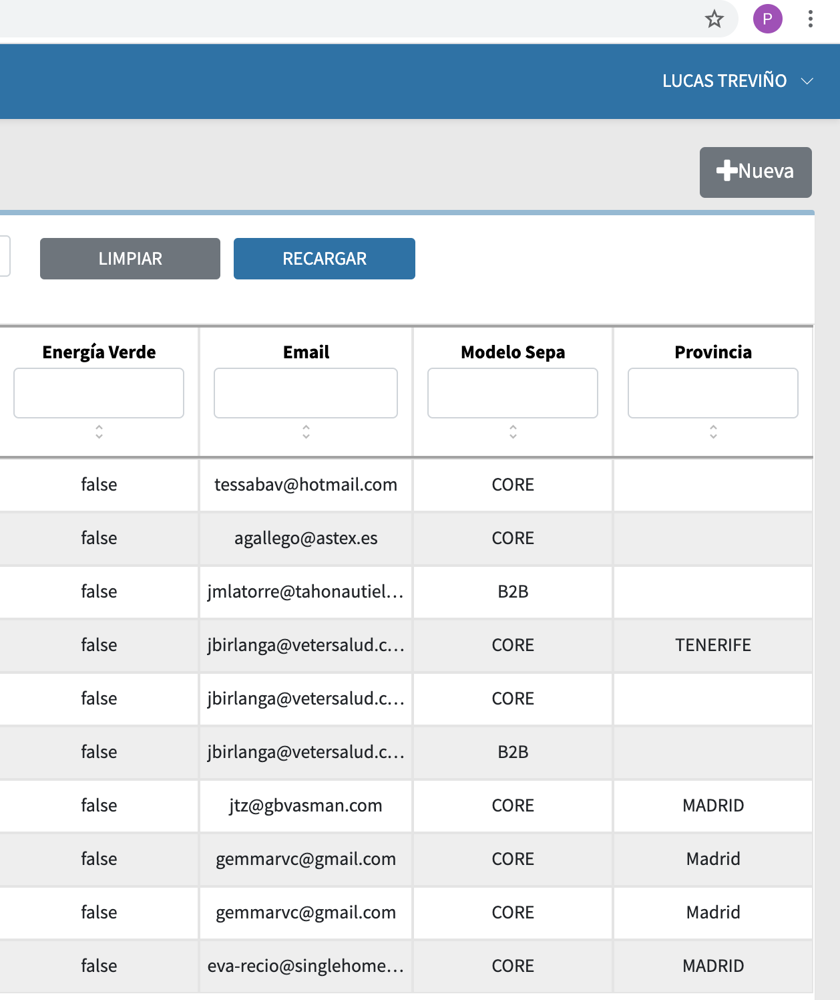 P
LUCAS TREVIÑO
Nueva
LIMPIAR RECARGAR
Energía Verde Email Modelo Sepa Provincia
false tessabav@hotmail.com CORE
false agallego@astex.es CORE
false jmlatorre@tahonautiel... B2B
false jbirlanga@vetersalud.c... CORE TENERIFE
false jbirlanga@vetersalud.c... CORE
false jbirlanga@vetersalud.c... B2B
false jtz@gbvasman.com CORE MADRID
false gemmarvc@gmail.com CORE Madrid
false gemmarvc@gmail.com CORE Madrid
false eva-recio@singlehome... CORE MADRID